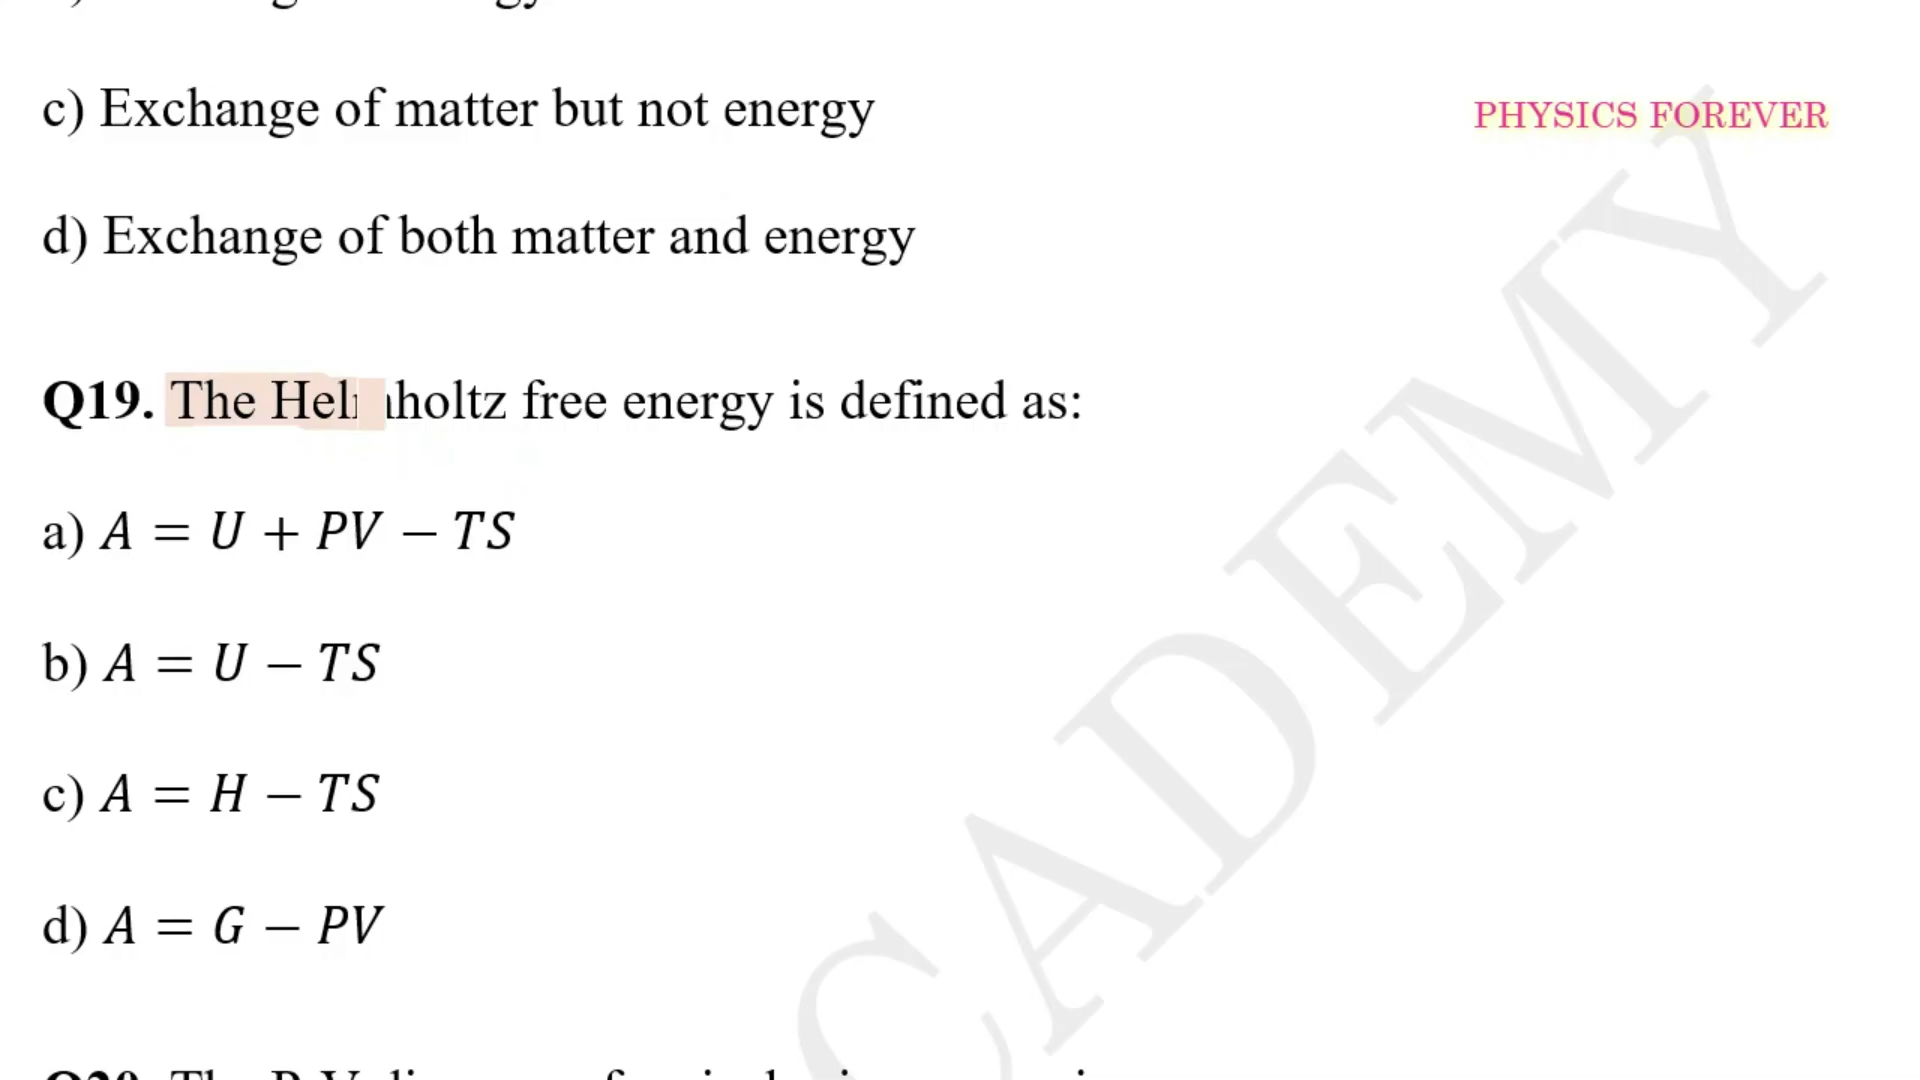 c) Exchange of matter but not energy
PHYSICS FOREVER
d) Exchange of both matter and energy
Q19. The Helmholtz free energy is defined as:
a) A = U + PV − TS
b) A = U − TS
c) A = H − TS
d) A = G − PV
CADEMY